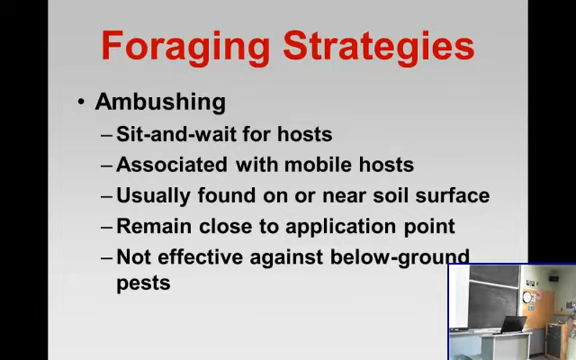 Foraging Strategies
• Ambushing
–Sit-and-wait for hosts
–Associated with mobile hosts
–Usually found on or near soil surface
–Remain close to application point
–Not effective against below-ground
pests